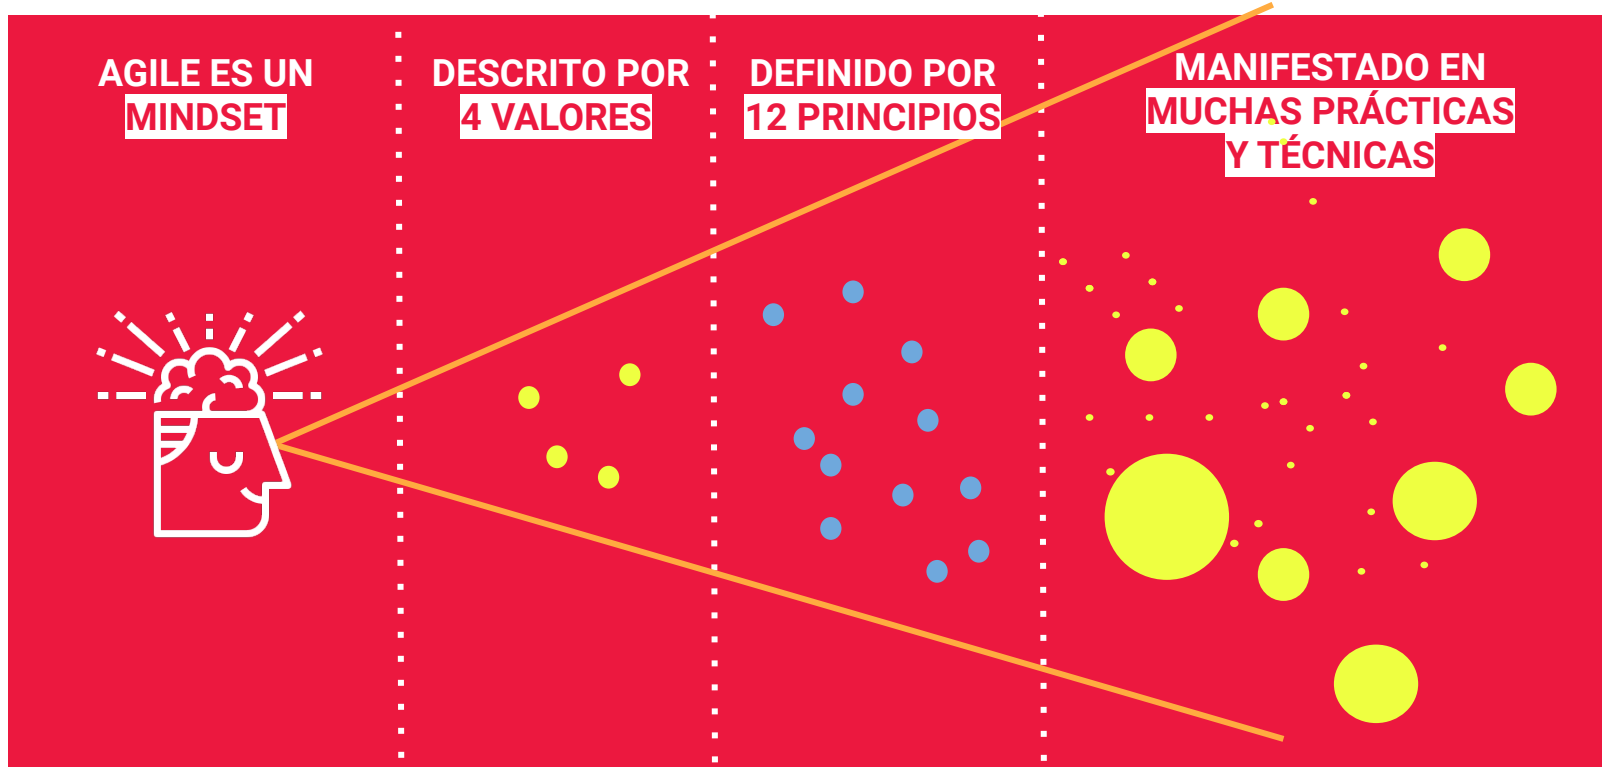 AGILE ES UN
MINDSET
DESCRITO POR
4 VALORES
DEFINIDO POR
12 PRINCIPIOS
MANIFESTADO EN
MUCHAS PRÁCTICAS
Y TÉCNICAS